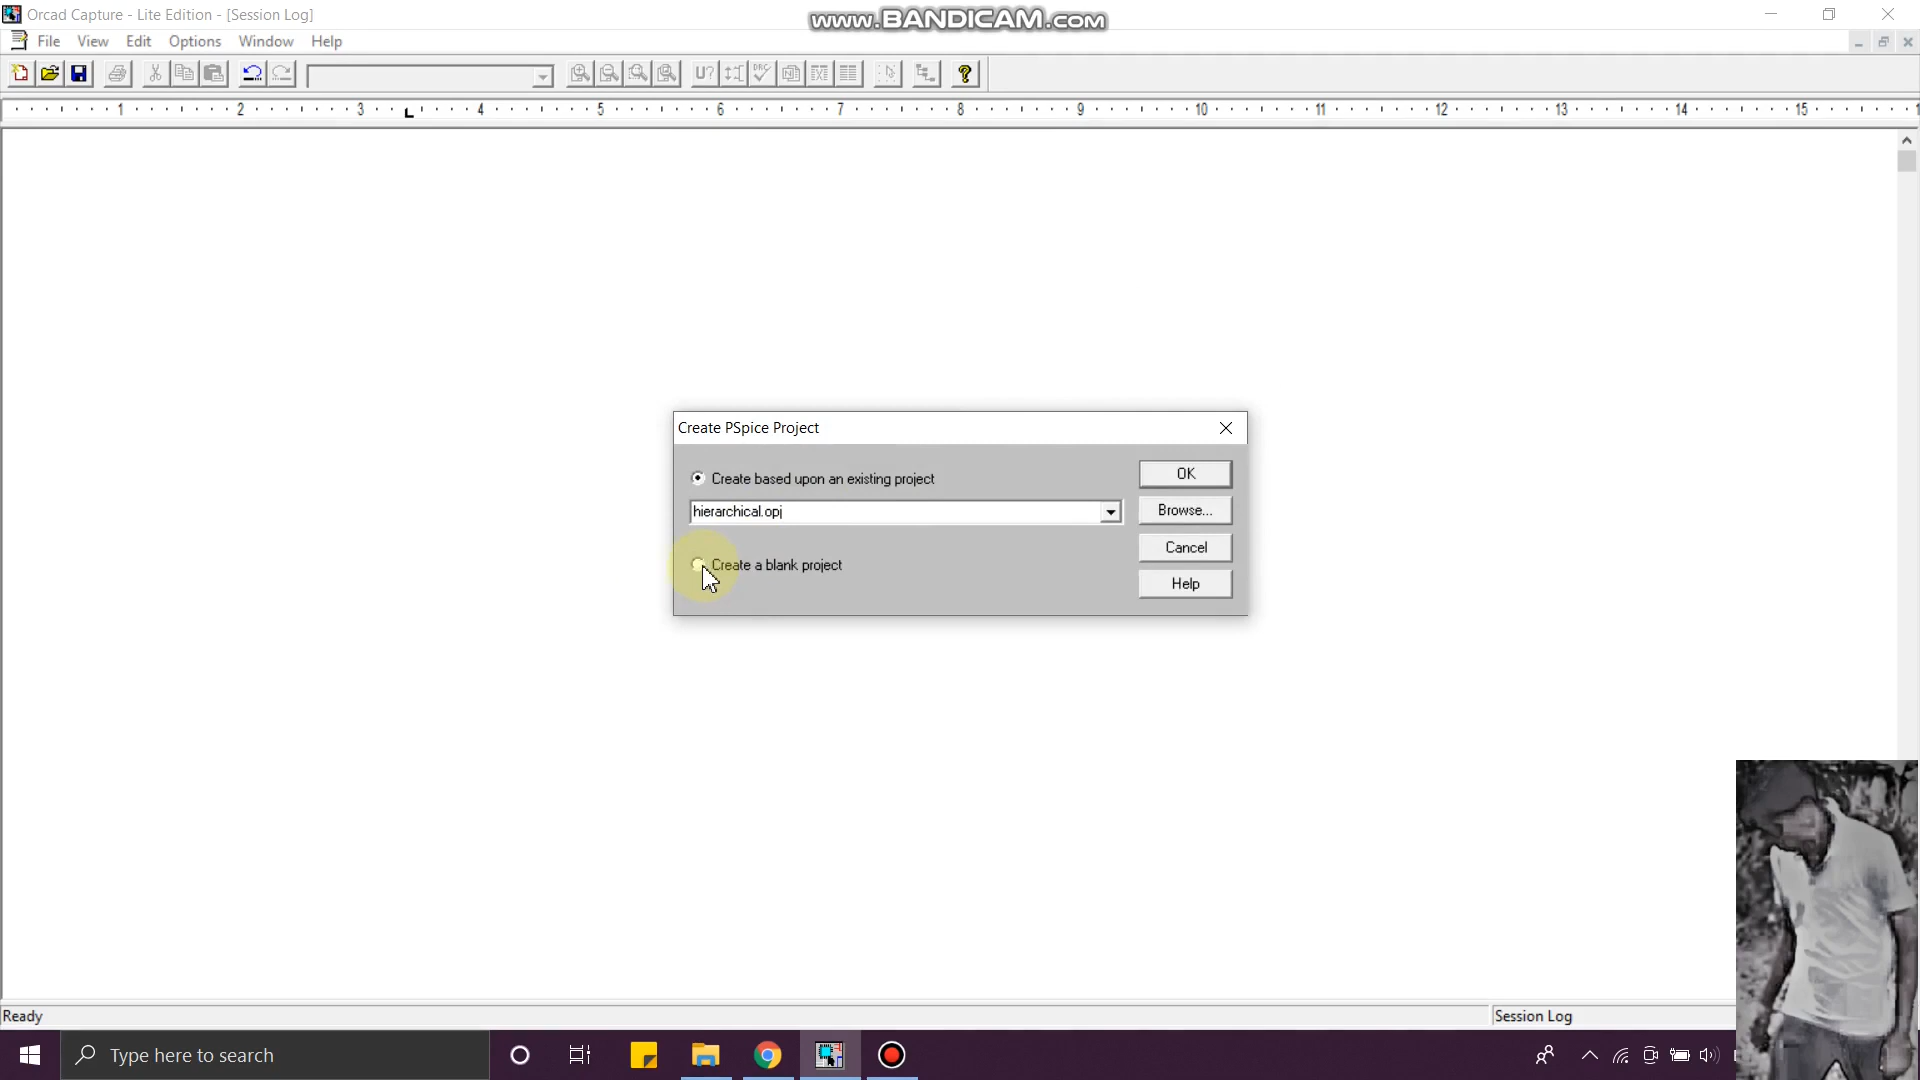 Orcad Capture - Lite Edition - [Session Log]
www.BANDICAM.com
File View Edit Options Window Help
U? DRC ?
1 2 3 4 5 6 7 8 9 10 11 12 13 14 15
Create PSpice Project
Create based upon an existing project
OK
hierarchical.opj
Browse...
Cancel
Create a blank project
Help
Ready
Session Log
Type here to search